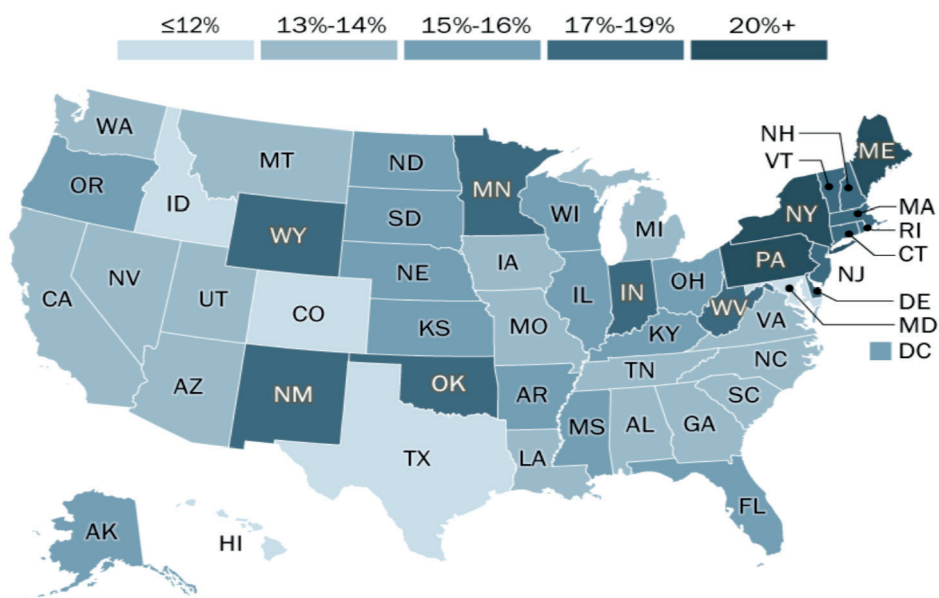 ≤12% 13%-14% 15%-16% 17%-19% 20%+
WA
MT
ND
MN
NH
VT
ME
OR
ID
WY
SD
WI
MI
NY
MA
RI
CT
NV
UT
CO
NE
IA
IL
IN
OH
PA
NJ
DE
MD
DC
CA
KS
MO
KY
WV
VA
AZ
NM
OK
AR
TN
NC
SC
TX
LA
MS
AL
GA
FL
AK
HI